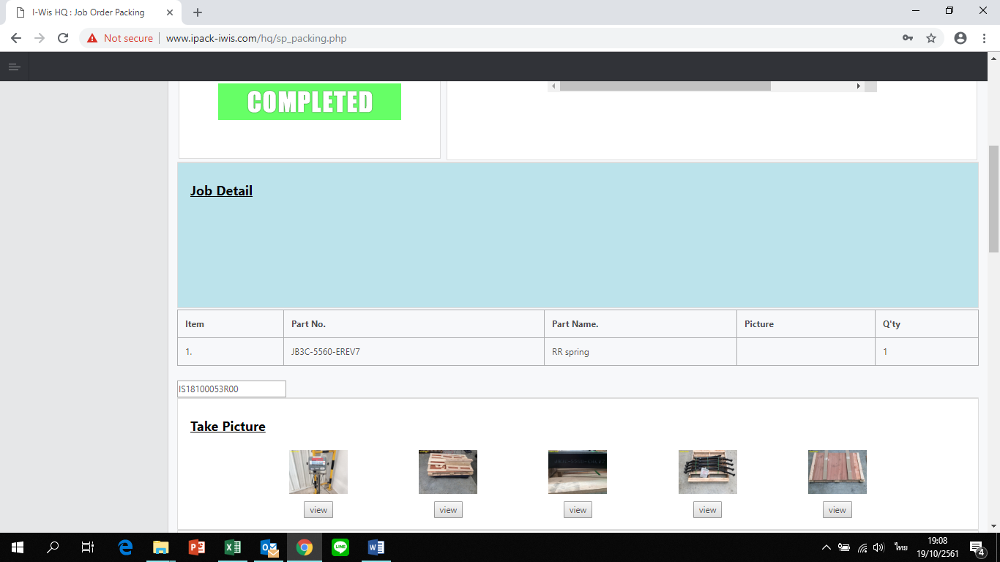 I-Wis HQ : Job Order Packing
Not secure www.ipack-iwis.com/hq/sp_packing.php
COMPLETED
Job Detail
Item Part No. Part Name. Picture Q'ty
1. JB3C-5560-EREV7 RR spring 1
IS18100053R00
Take Picture
view view view view view
19:08
ไทย
19/10/2561
4